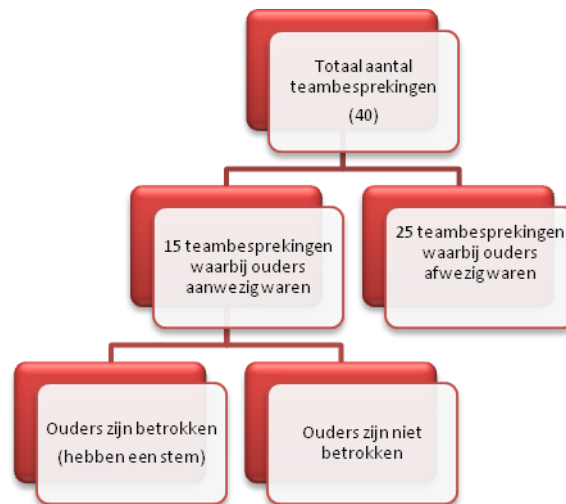 Totaal aantal
teambesprekingen
(40)
15 teambesprekingen
waarbij ouders
aanwezig waren
25 teambesprekingen
waarbij ouders
afwezig waren
Ouders zijn betrokken
(hebben een stem)
Ouders zijn niet
betrokken